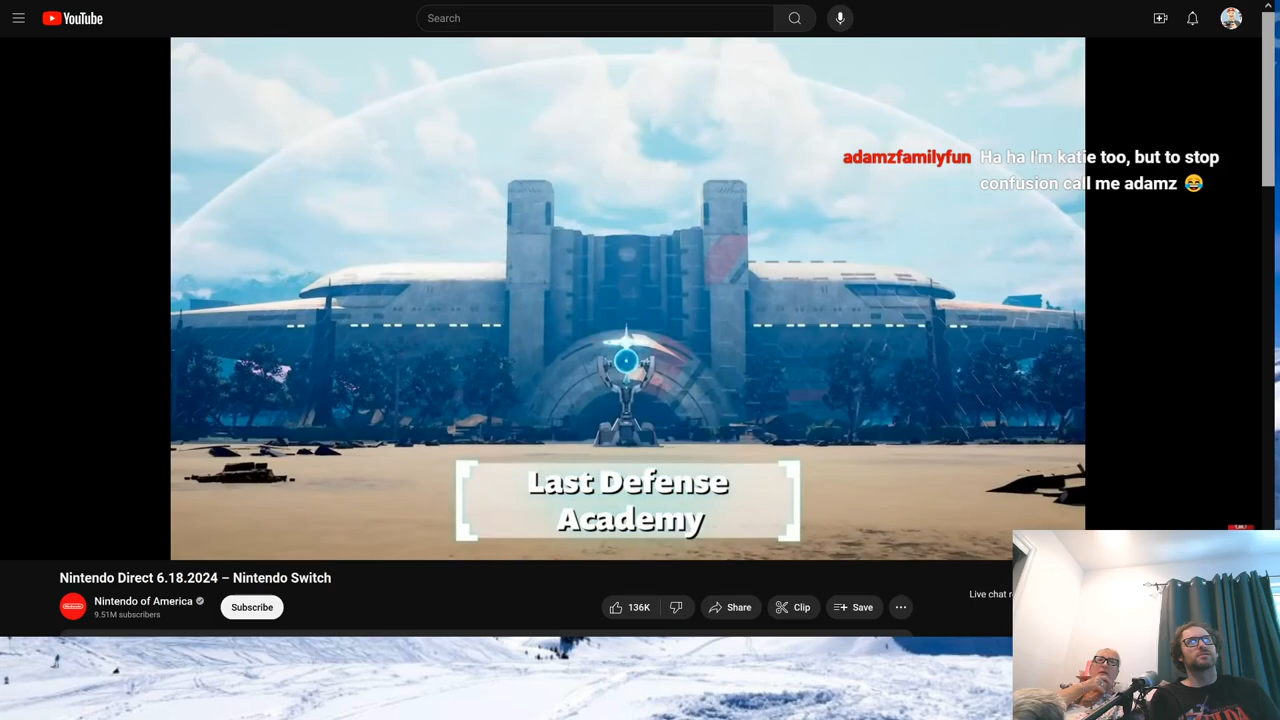 YouTube
Search
adamzfamilyfun Ha ha I'm katie too, but to stop
confusion call me adamz 😂
Last Defense
Academy
Nintendo Direct 6.18.2024 – Nintendo Switch
Nintendo
Nintendo of America
9.51M subscribers
Subscribe
136K
Share
Clip
Save
Live chat